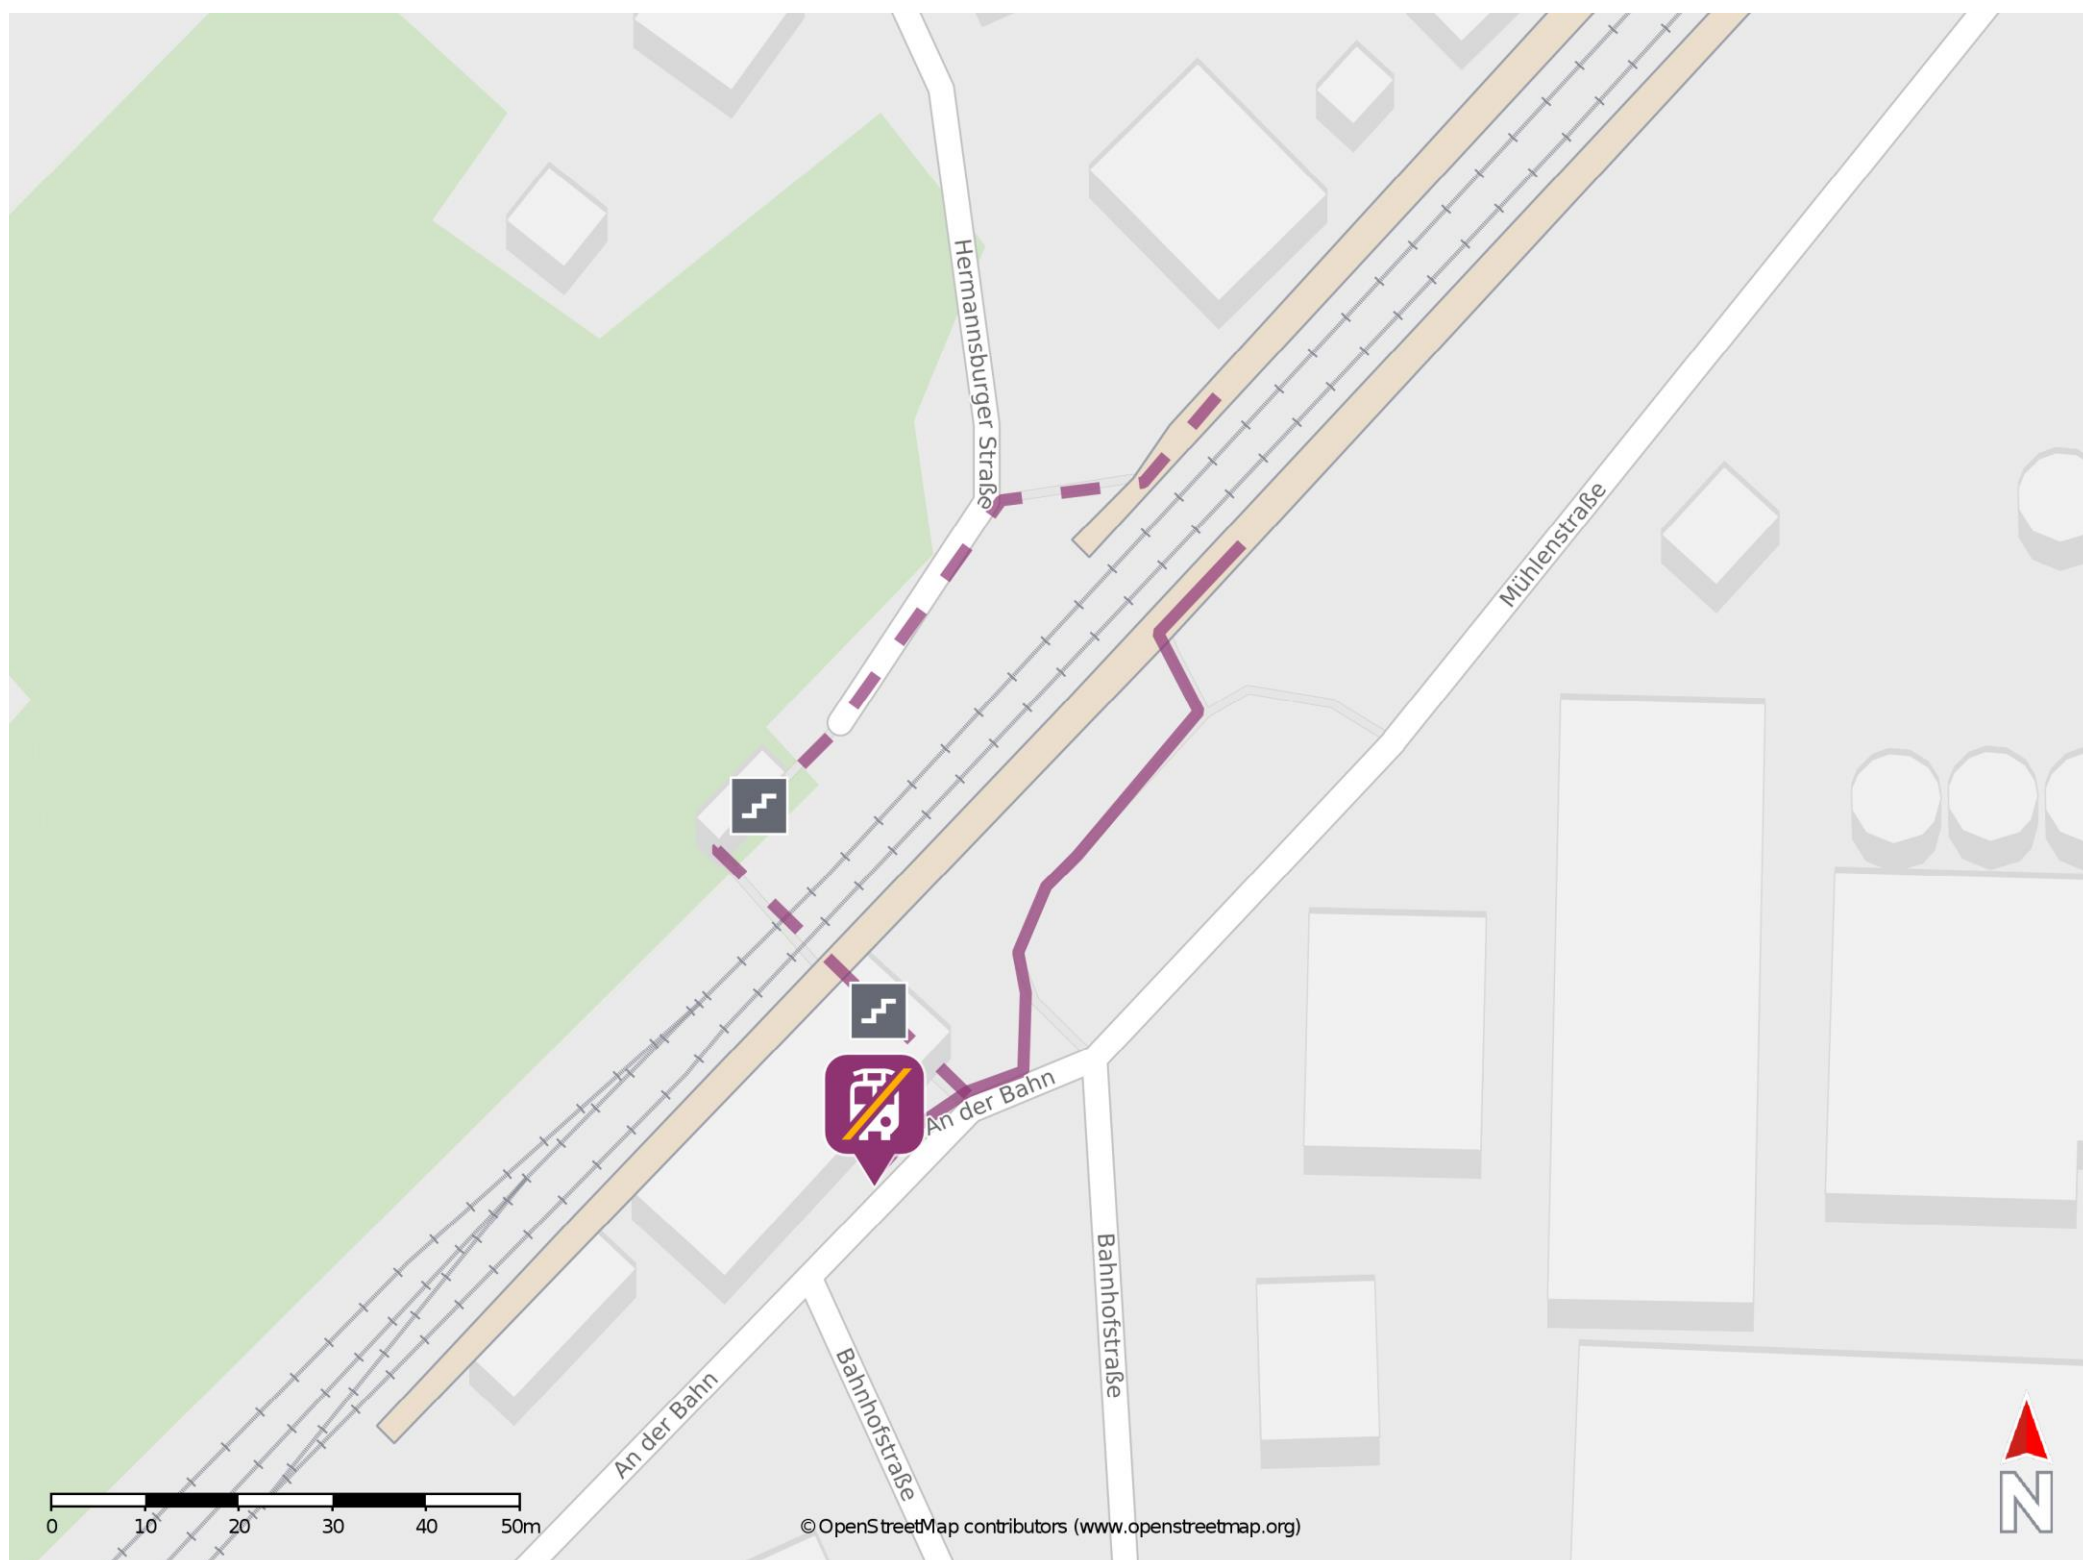 Hermannsburger Straße
Mühlenstraße
An der Bahn
Bahnhofstraße
Bahnhofstraße
An der Bahn
0 10 20 30 40 50m
© OpenStreetMap contributors (www.openstreetmap.org)
N